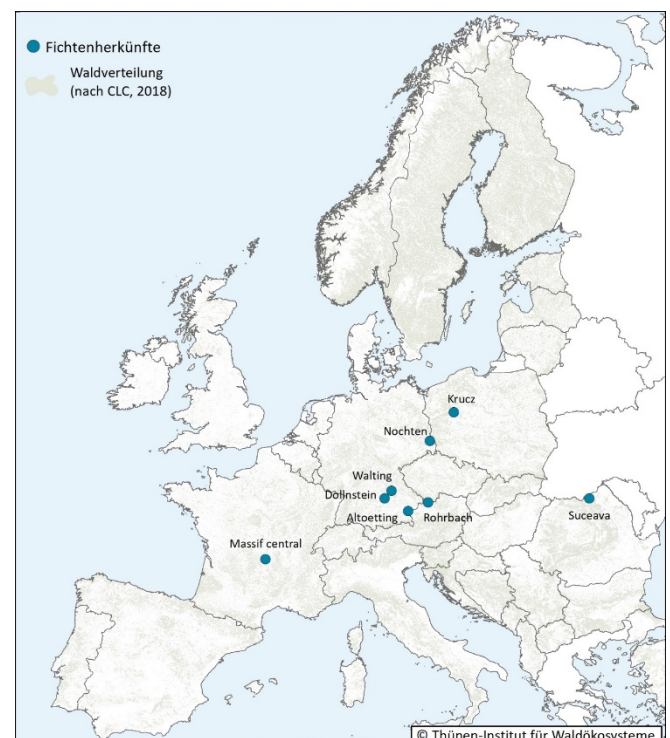 Fichtenherkünfte
Waldverteilung
(nach CLC, 2018)
Krucz
Nochten
Walting
Dollnstein
Altoetting
Rohrbach
Suceava
Massif central
© Thünen-Institut für Waldökosysteme